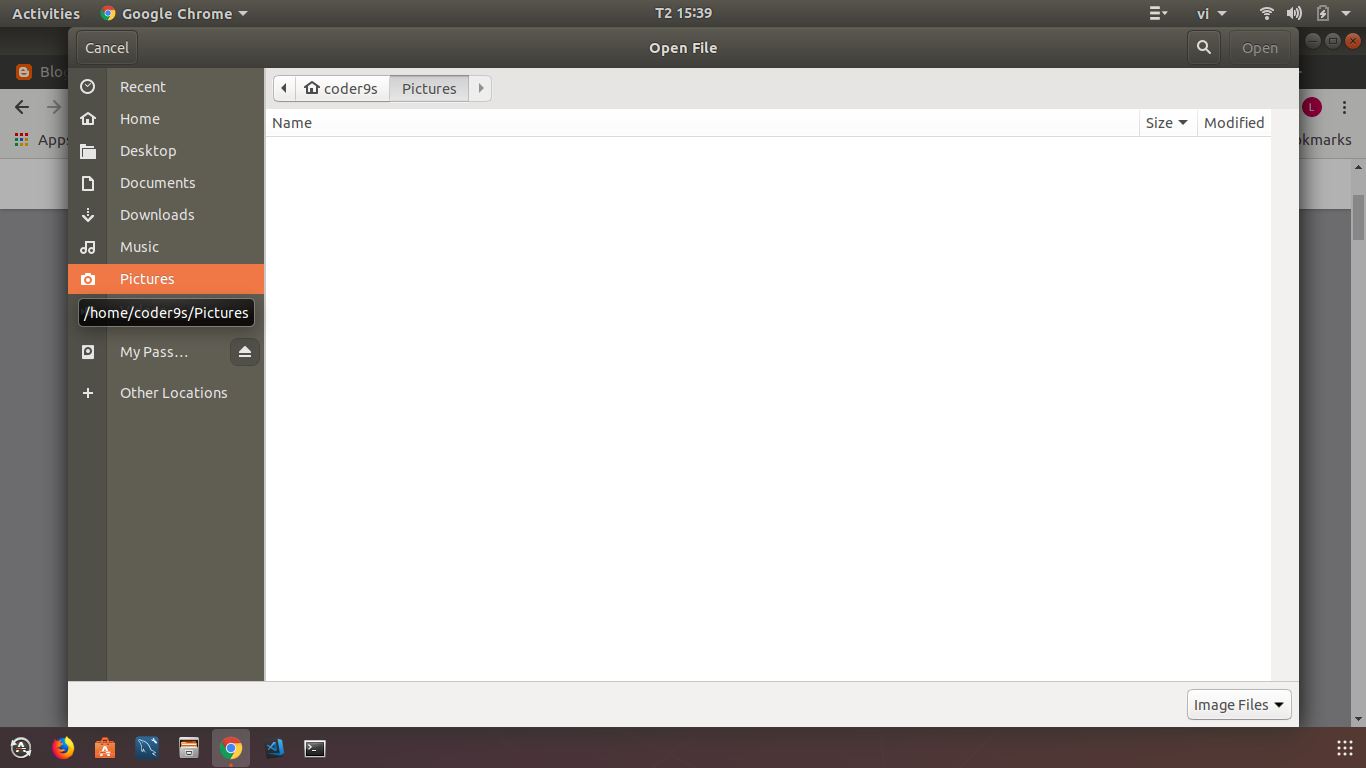 Activities Google Chrome T2 15:39 vi
Cancel Open File Open
Blo
Recent
coder9s Pictures
L
Home
Name Size Modified
Apps
okmarks
Desktop
Documents
Downloads
Music
Pictures
/home/coder9s/Pictures
My Pass...
Other Locations
Image Files